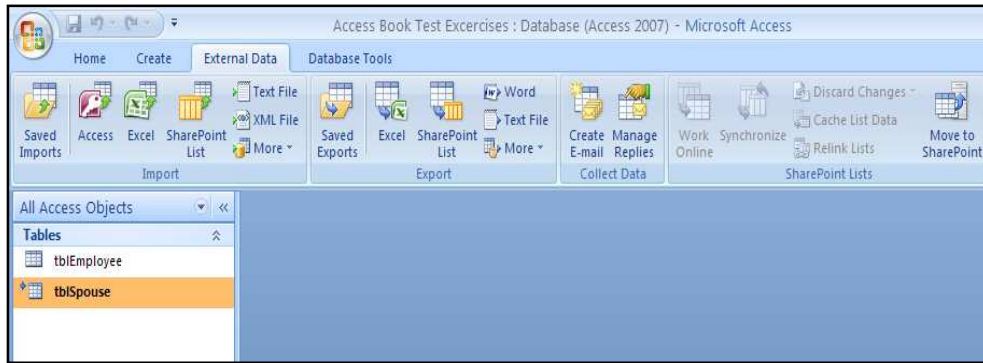 Access Book Test Excercises : Database (Access 2007) - Microsoft Access
Home Create External Data Database Tools
Saved Imports
Access
Excel
SharePoint List
Text File
XML File
More
Import
Saved Exports
Excel
SharePoint List
Word
Text File
More
Export
Create E-mail
Manage Replies
Collect Data
Work Online
Synchronize
Discard Changes
Cache List Data
Relink Lists
Move to SharePoint
SharePoint Lists
All Access Objects
Tables
tblEmployee
tblSpouse